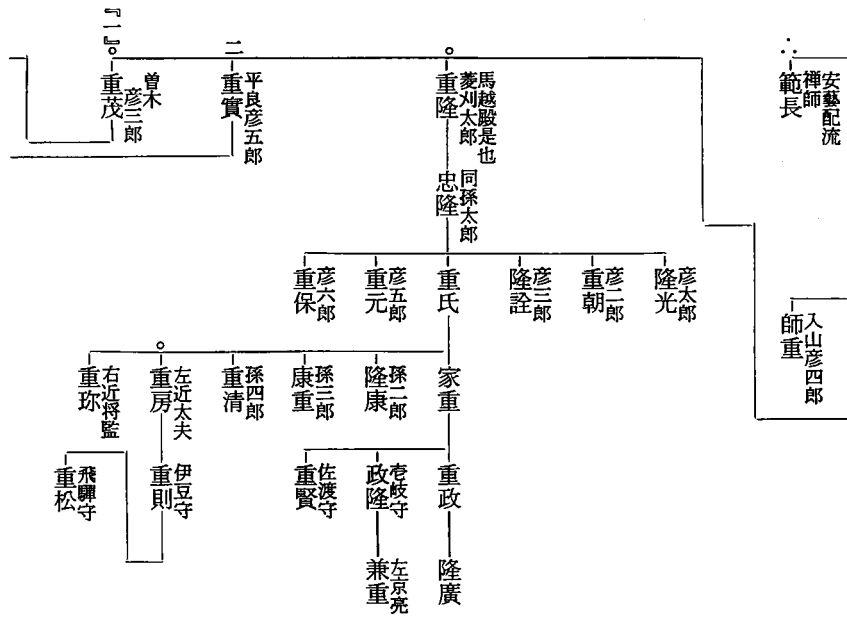 ∴
範長
安藝配流
禅師
師重
入山彦四郎
重隆
馬越殿是也
菱刈太郎
忠隆
同孫太郎
隆光
彦太郎
重朝
彦二郎
隆詮
彦三郎
重氏
重元
彦五郎
重保
彦六郎
家重
隆康
孫二郎
康重
孫三郎
重清
孫四郎
重房
左近太夫
重珎
右近将監
重政
政隆
壱岐守
重賢
佐渡守
重則
伊豆守
重松
飛騨守
隆廣
兼重
左京亮
二
重實
平良彦五郎
『一』
重茂
曽木
彦三郎